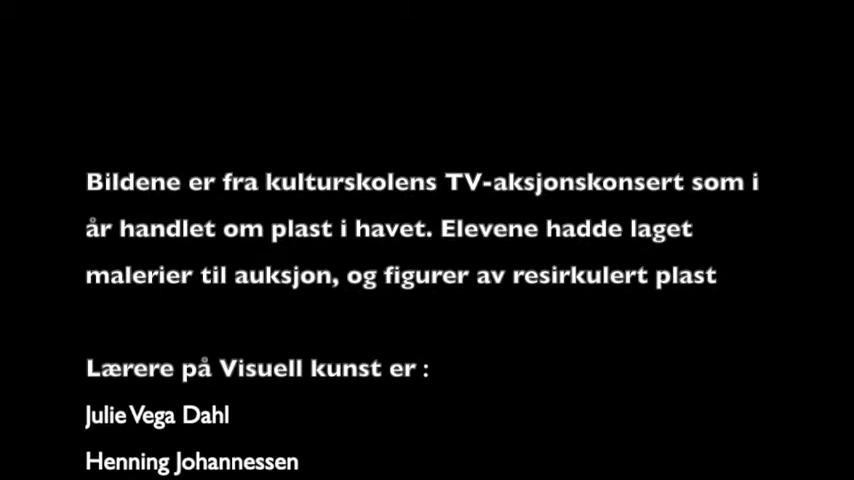 Bildene er fra kulturskolens TV-aksjonskonsert som i
år handlet om plast i havet. Elevene hadde laget
malerier til auksjon, og figurer av resirkulert plast
Lærere på Visuell kunst er :
Julie Vega Dahl
Henning Johannessen